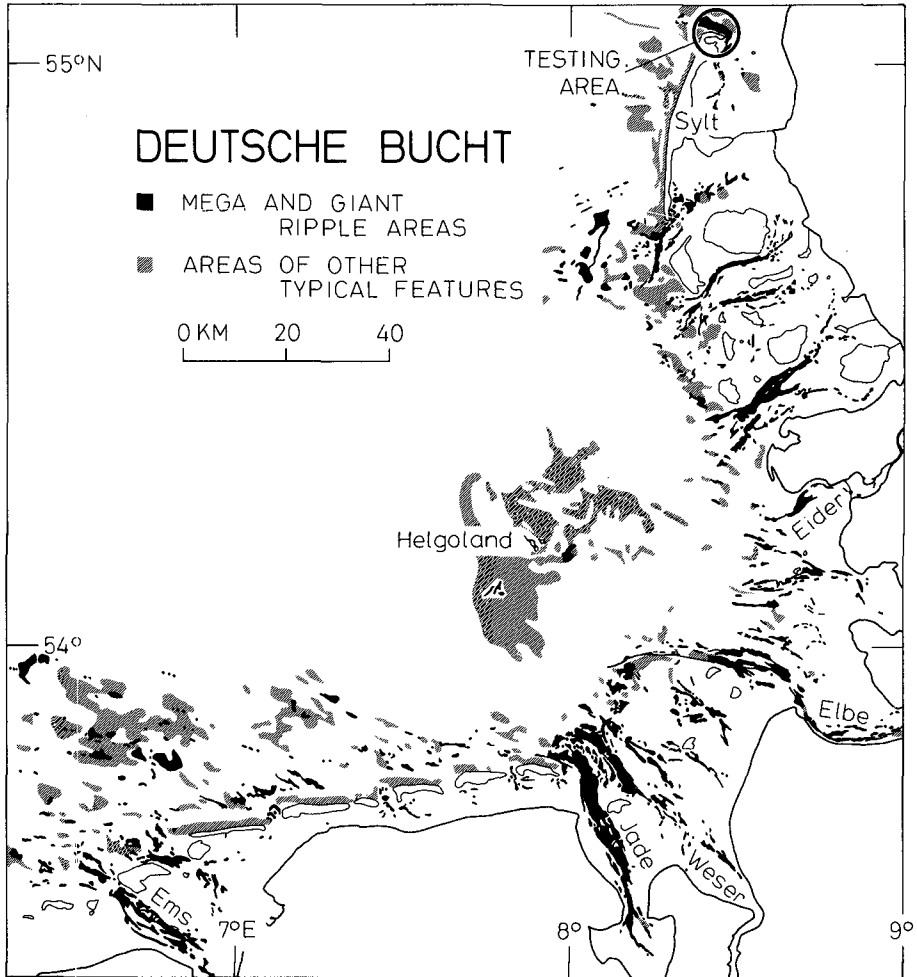 55°N
TESTING
AREA
Sylt
DEUTSCHE BUCHT
MEGA AND GIANT
RIPPLE AREAS
AREAS OF OTHER
TYPICAL FEATURES
0 KM 20 40
Helgoland
Eider
54°
Elbe
Jade
Weser
Ems
7°E
8°
9°